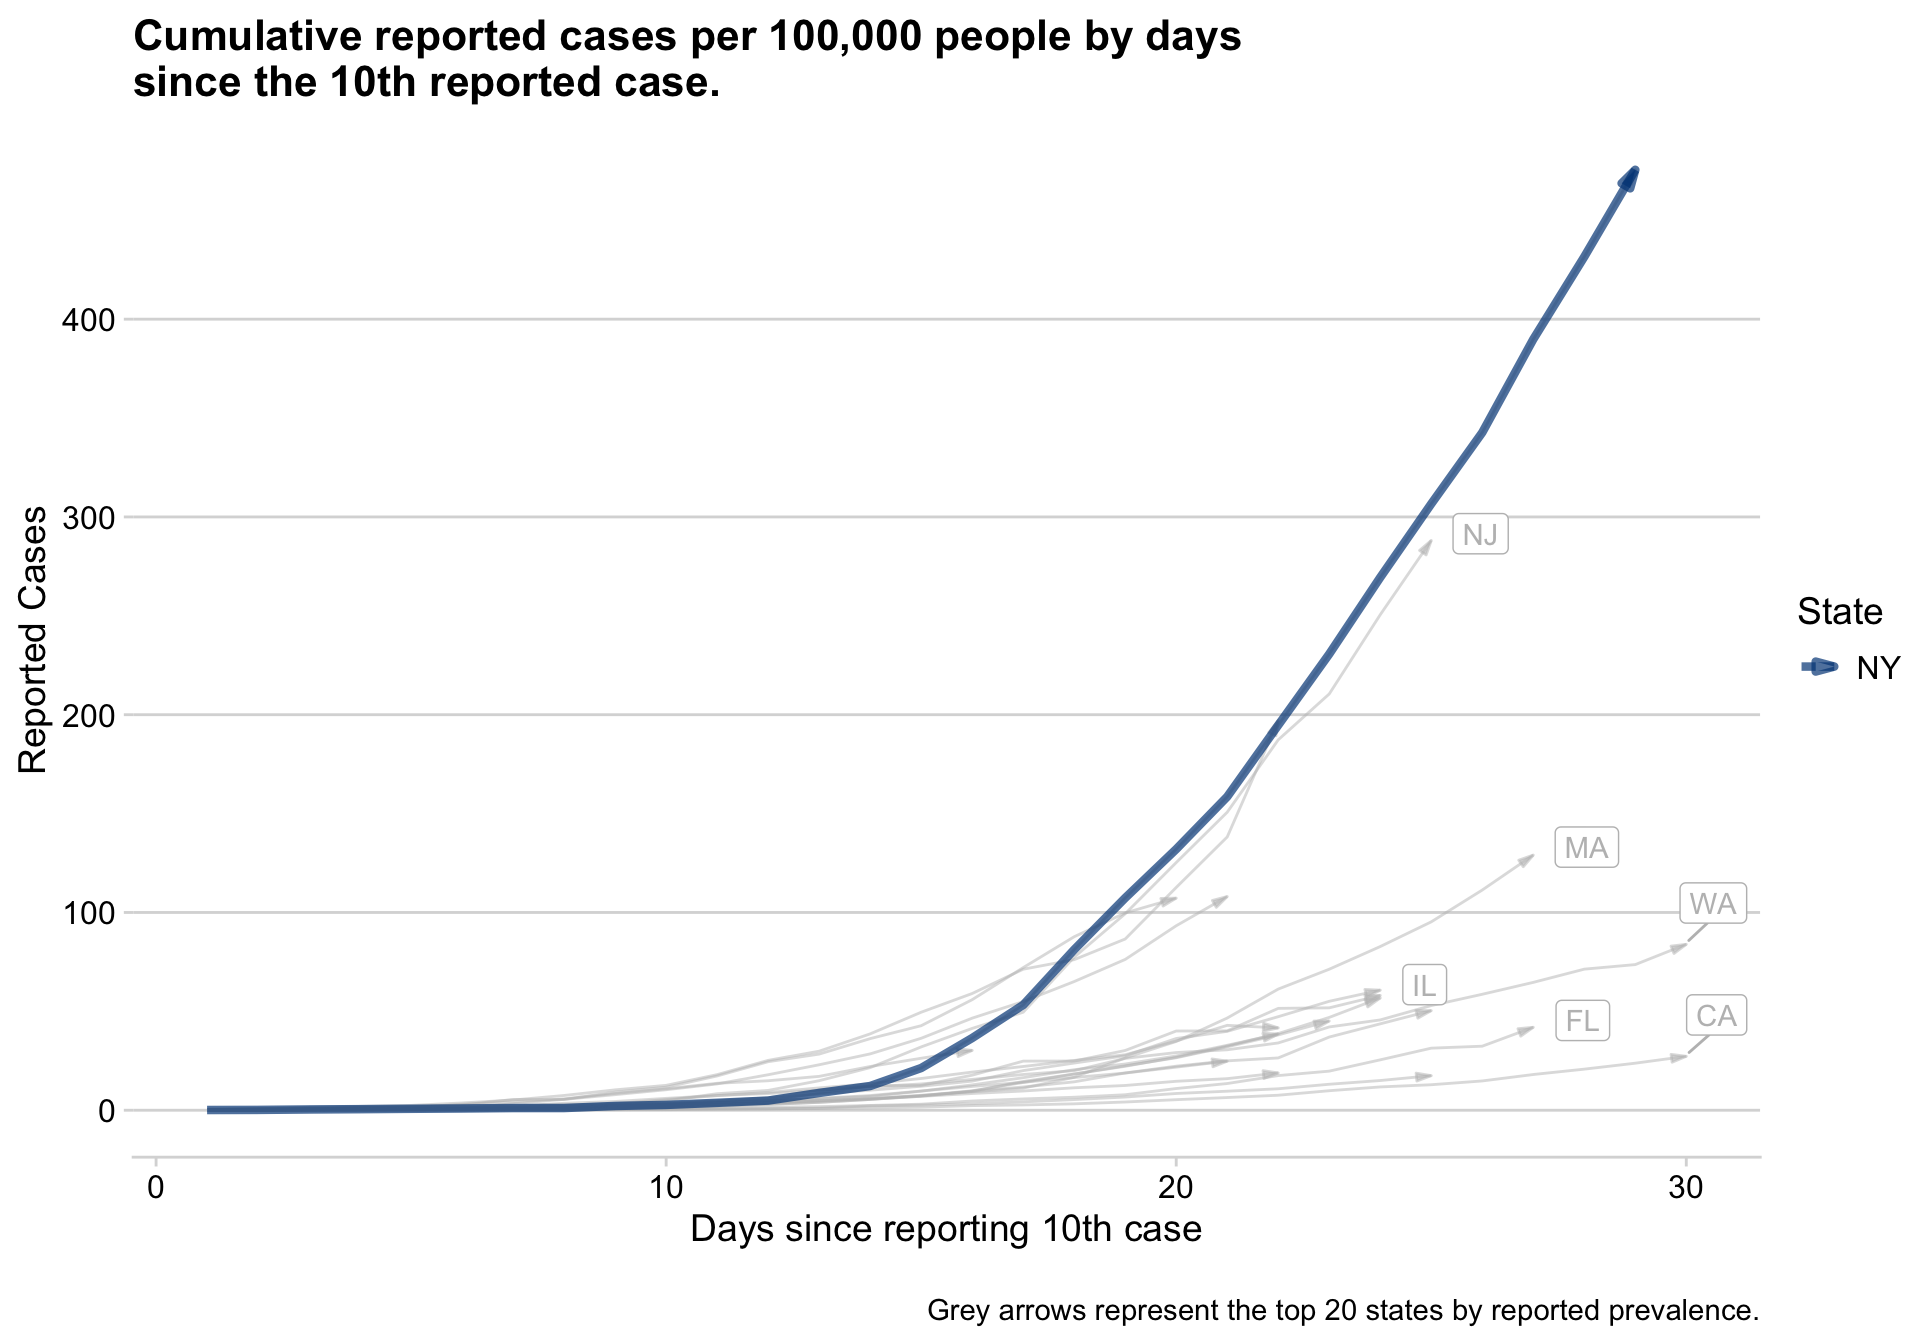 Cumulative reported cases per 100,000 people by days
since the 10th reported case.
Reported Cases
400
300
200
100
0
NJ
MA
WA
IL
FL
CA
State
NY
0 10 20 30
Days since reporting 10th case
Grey arrows represent the top 20 states by reported prevalence.